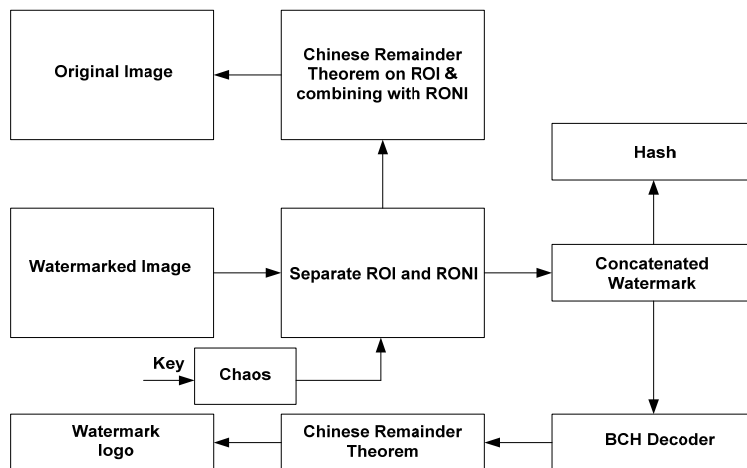 Original Image
Chinese Remainder
Theorem on ROI &
combining with RONI
Hash
Watermarked Image
Separate ROI and RONI
Concatenated
Watermark
Key
Chaos
Watermark
logo
Chinese Remainder
Theorem
BCH Decoder